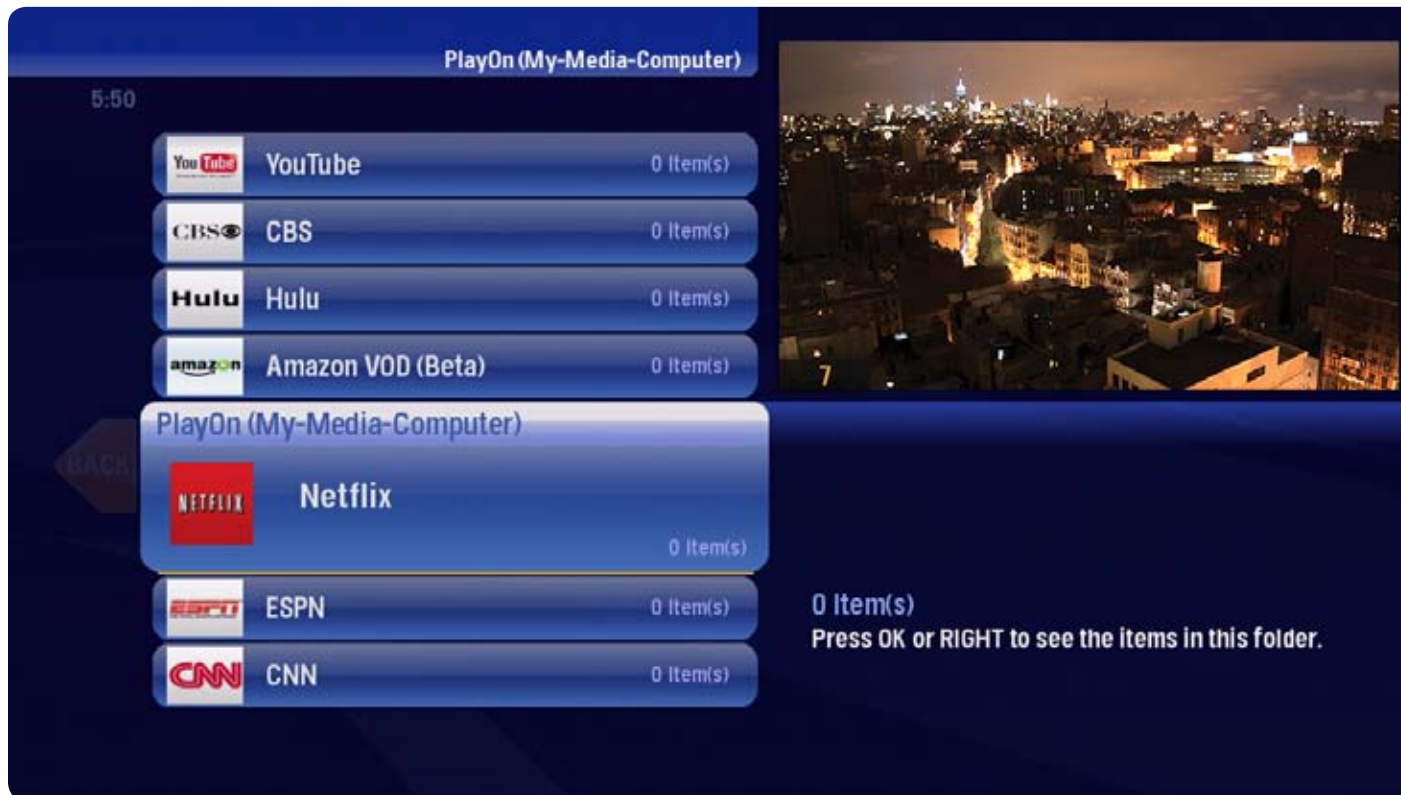 PlayOn (My-Media-Computer)
5:50
You Tube YouTube 0 Item(s)
CBS CBS 0 Item(s)
Hulu Hulu 0 Item(s)
amazon Amazon VOD (Beta) 0 Item(s)
7
PlayOn (My-Media-Computer)
BACK
NETFLIX Netflix
0 Item(s)
ESPN ESPN 0 Item(s)
CNN CNN 0 Item(s)
0 Item(s)
Press OK or RIGHT to see the items in this folder.